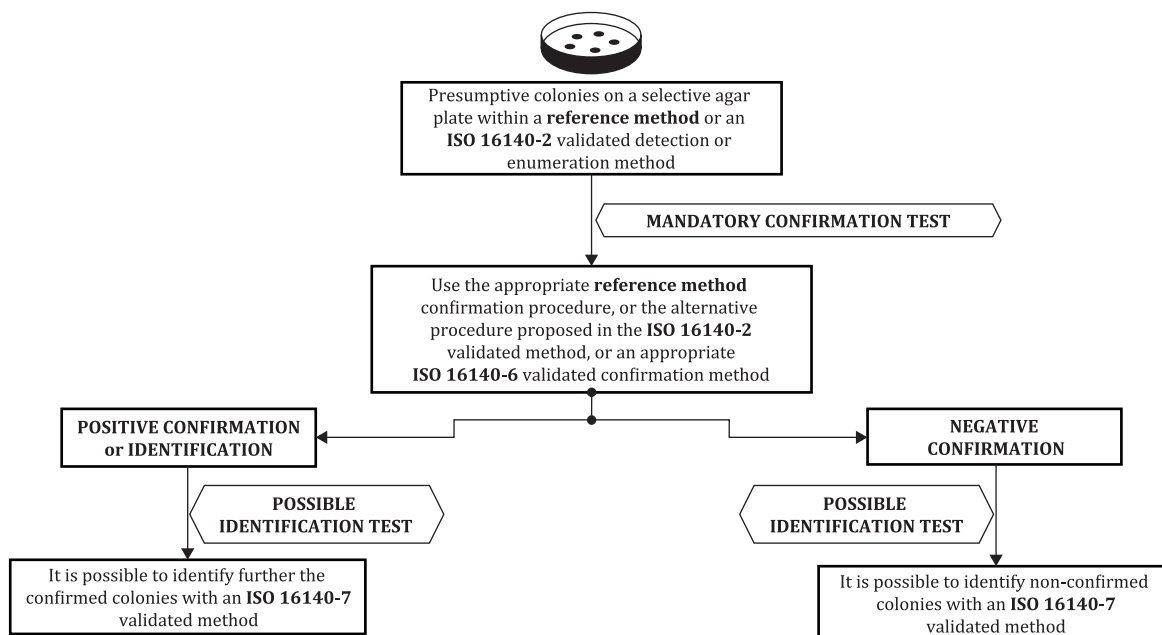 Presumptive colonies on a selective agar
plate within a reference method or an
ISO 16140-2 validated detection or
enumeration method
MANDATORY CONFIRMATION TEST
Use the appropriate reference method
confirmation procedure, or the alternative
procedure proposed in the ISO 16140-2
validated method, or an appropriate
ISO 16140-6 validated confirmation method
POSITIVE CONFIRMATION
or IDENTIFICATION
NEGATIVE
CONFIRMATION
POSSIBLE
IDENTIFICATION TEST
POSSIBLE
IDENTIFICATION TEST
It is possible to identify further the
confirmed colonies with an ISO 16140-7
validated method
It is possible to identify non-confirmed
colonies with an ISO 16140-7
validated method